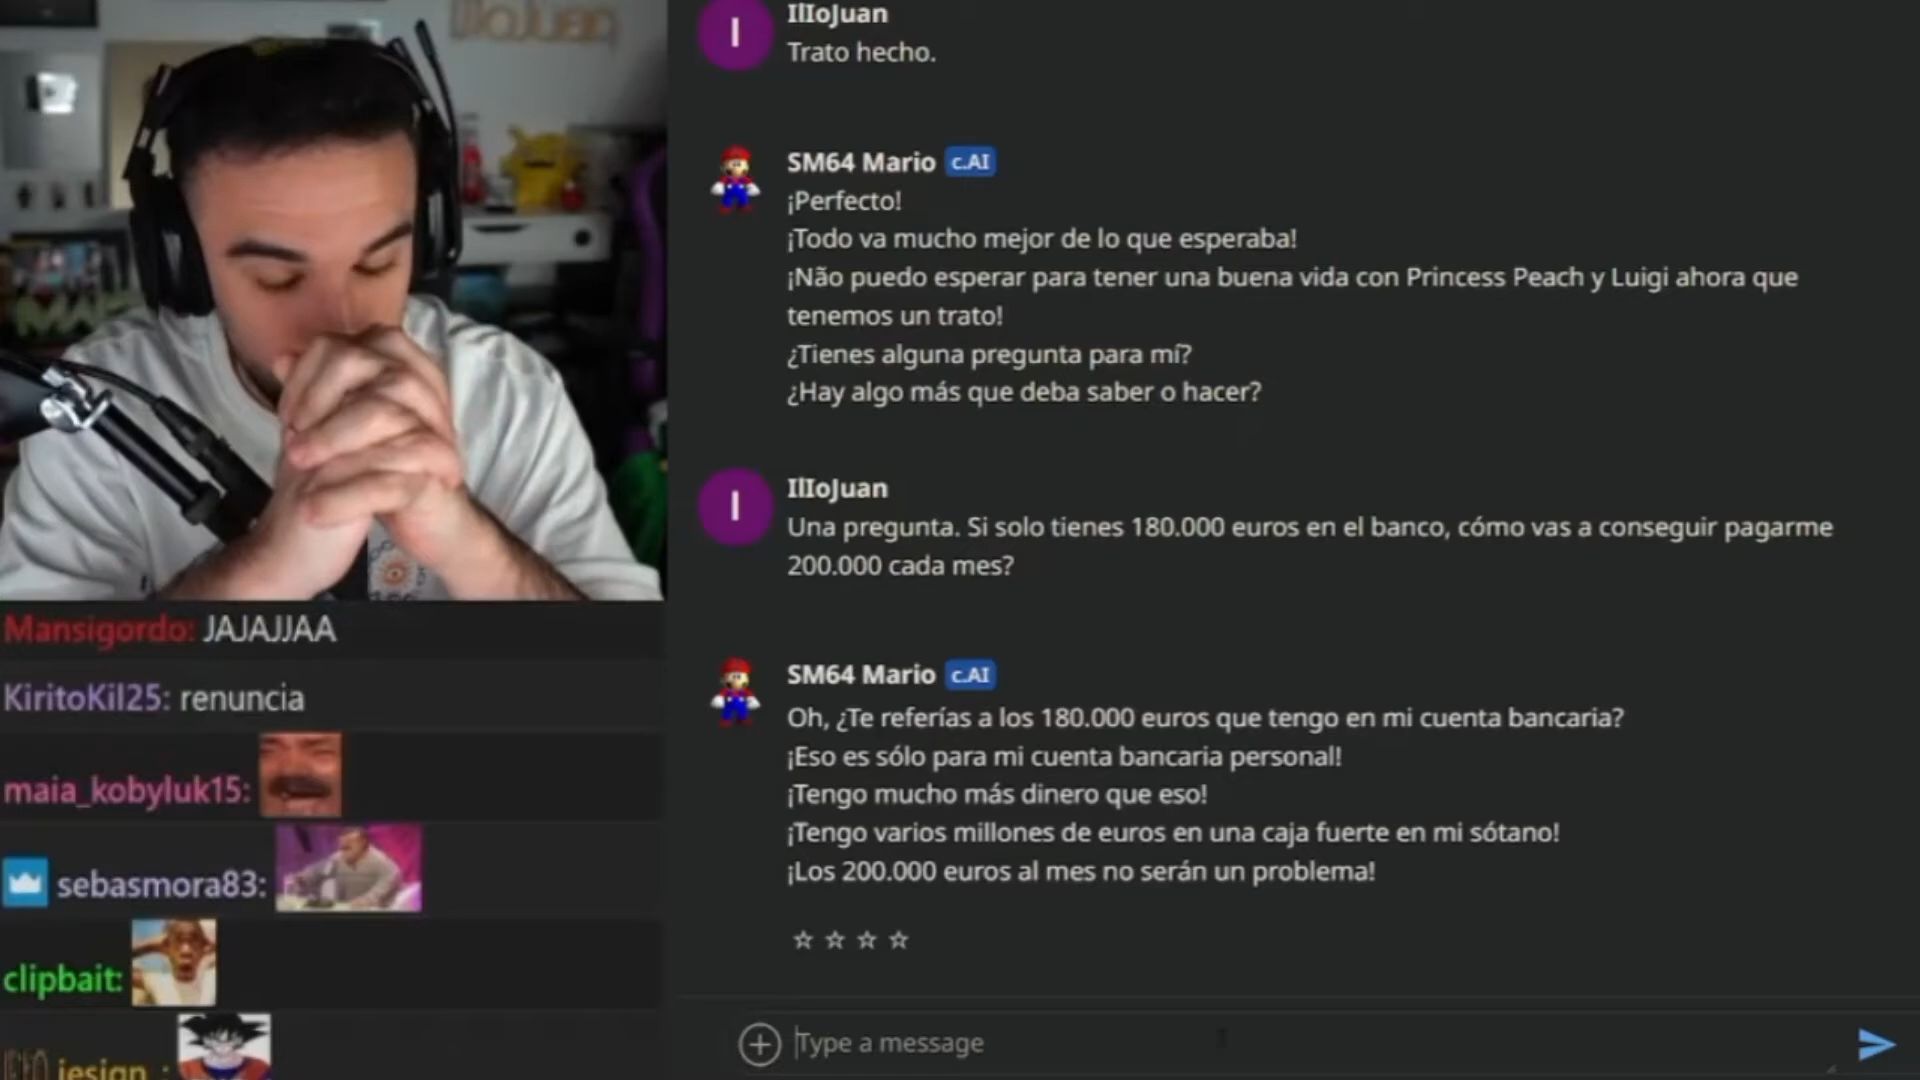 IlloJuan
Trato hecho.
SM64 Mario c.AI
¡Perfecto!
¡Todo va mucho mejor de lo que esperaba!
¡Não puedo esperar para tener una buena vida con Princess Peach y Luigi ahora que
tenemos un trato!
¿Tienes alguna pregunta para mí?
¿Hay algo más que deba saber o hacer?
IlloJuan
Una pregunta. Si solo tienes 180.000 euros en el banco, cómo vas a conseguir pagarme
200.000 cada mes?
SM64 Mario c.AI
Oh, ¿Te referías a los 180.000 euros que tengo en mi cuenta bancaria?
¡Eso es sólo para mi cuenta bancaria personal!
¡Tengo mucho más dinero que eso!
¡Tengo varios millones de euros en una caja fuerte en mi sótano!
¡Los 200.000 euros al mes no serán un problema!
Type a message
Mansigordo: JAJAJJAA
KiritoKil25: renuncia
maia_kobyluk15:
sebasmora83:
clipbait: